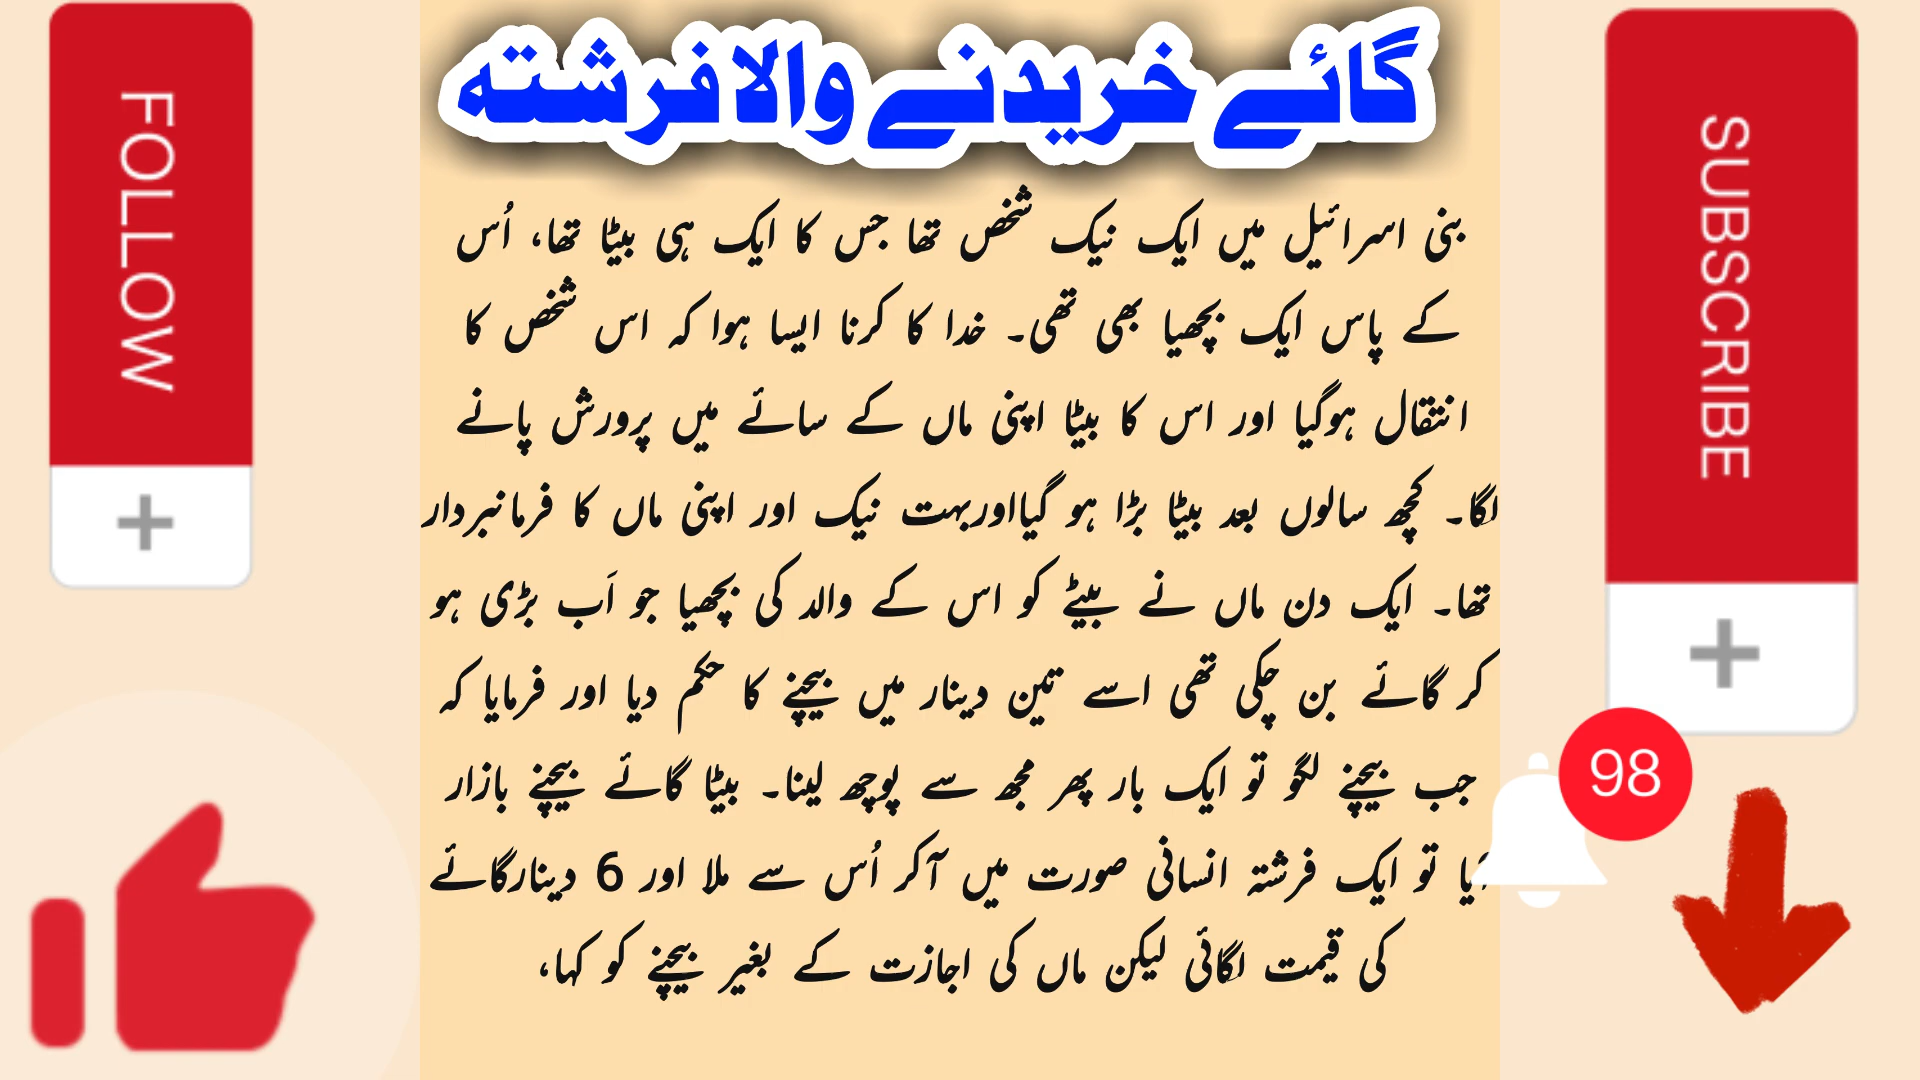 گائے خریدنے والا فرشتہ
بنی اسرائیل میں ایک نیک شخص تھا جس کا ایک ہی بیٹا تھا، اُس
کے پاس ایک بچھیا بھی تھی۔ خدا کا کرنا ایسا ہوا کہ اس شخص کا
انتقال ہوگیا اور اس کا بیٹا اپنی ماں کے سائے میں پرورش پانے
لگا۔ کچھ سالوں بعد بیٹا بڑا ہو گیااوربہت نیک اور اپنی ماں کا فرمانبردار
تھا۔ ایک دن ماں نے بیٹے کو اس کے والد کی بچھیا جو اَب بڑی ہو
کر گائے بن چکی تھی اسے تین دینار میں بیچنے کا حکم دیا اور فرمایا کہ
جب بیچنے لگو تو ایک بار پھر مجھ سے پوچھ لینا۔ بیٹا گائے بیچنے بازار
آیا تو ایک فرشتہ انسانی صورت میں آکر اُس سے ملا اور 6 دینارگائے
کی قیمت لگائی لیکن ماں کی اجازت کے بغیر بیچنے کو کہا،
FOLLOW
SUBSCRIBE
98